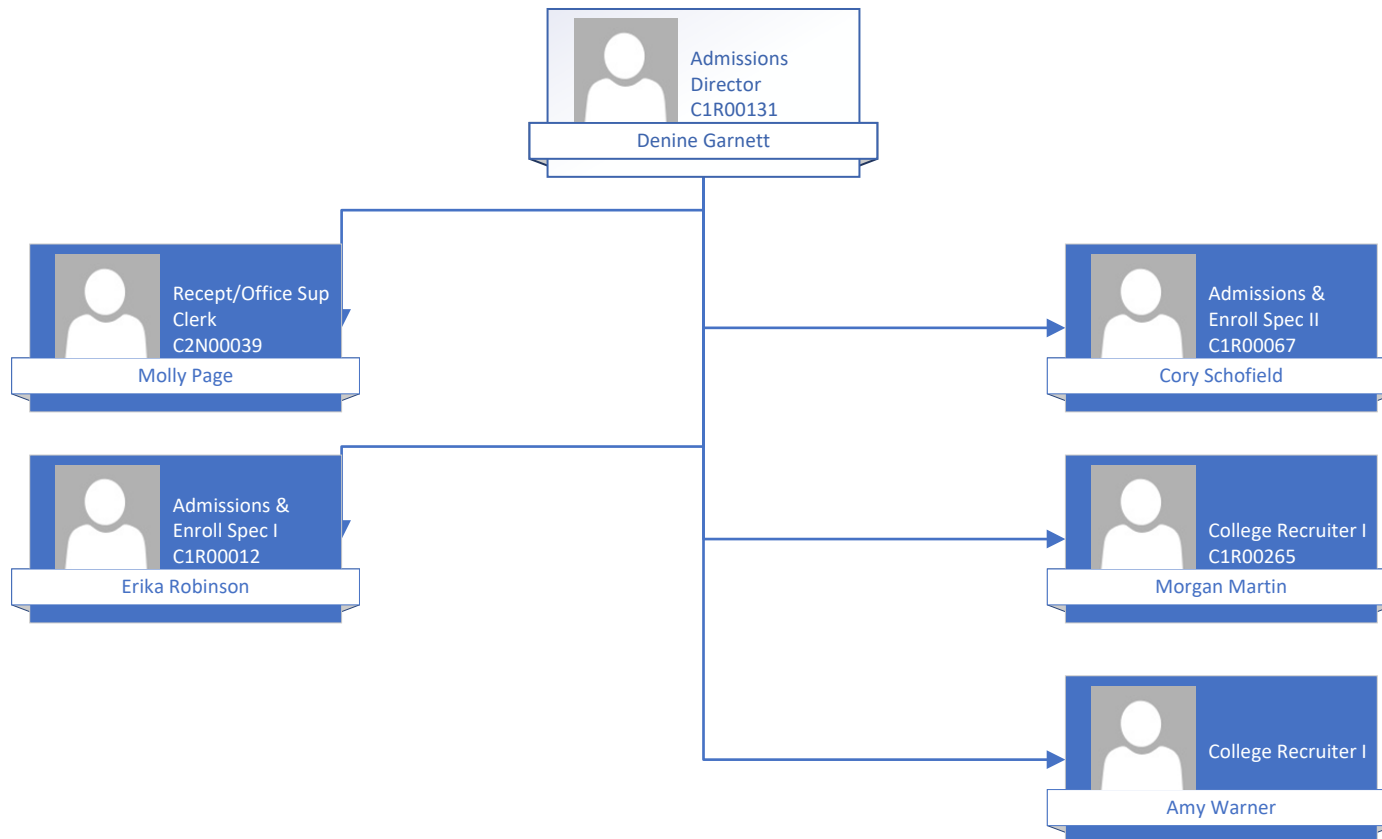 Admissions
Director
C1R00131
Denine Garnett
Recept/Office Sup
Clerk
C2N00039
Molly Page
Admissions &
Enroll Spec II
C1R00067
Cory Schofield
Admissions &
Enroll Spec I
C1R00012
Erika Robinson
College Recruiter I
C1R00265
Morgan Martin
College Recruiter I
Amy Warner